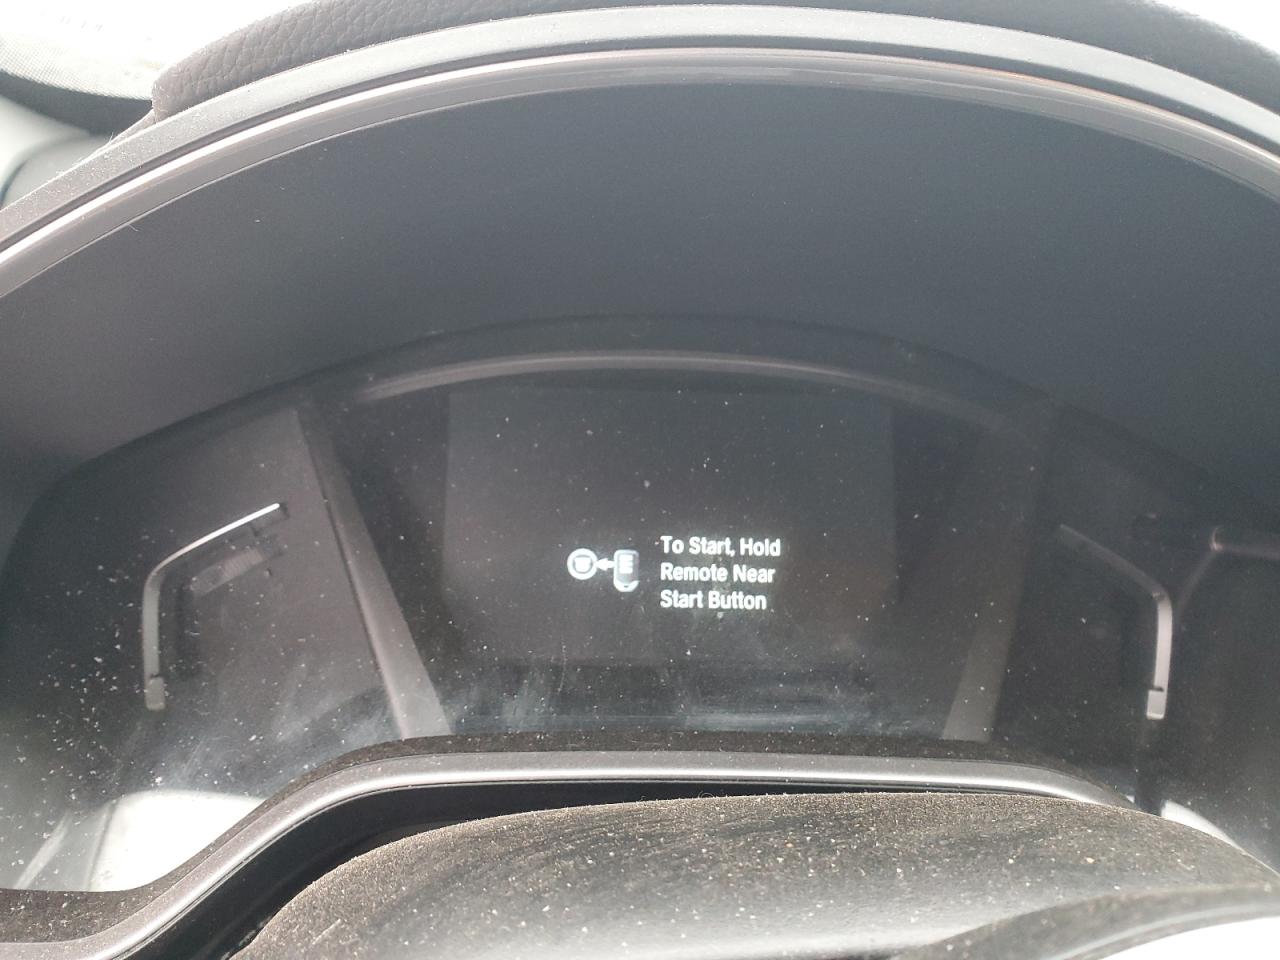 To Start, Hold
Remote Near
Start Button